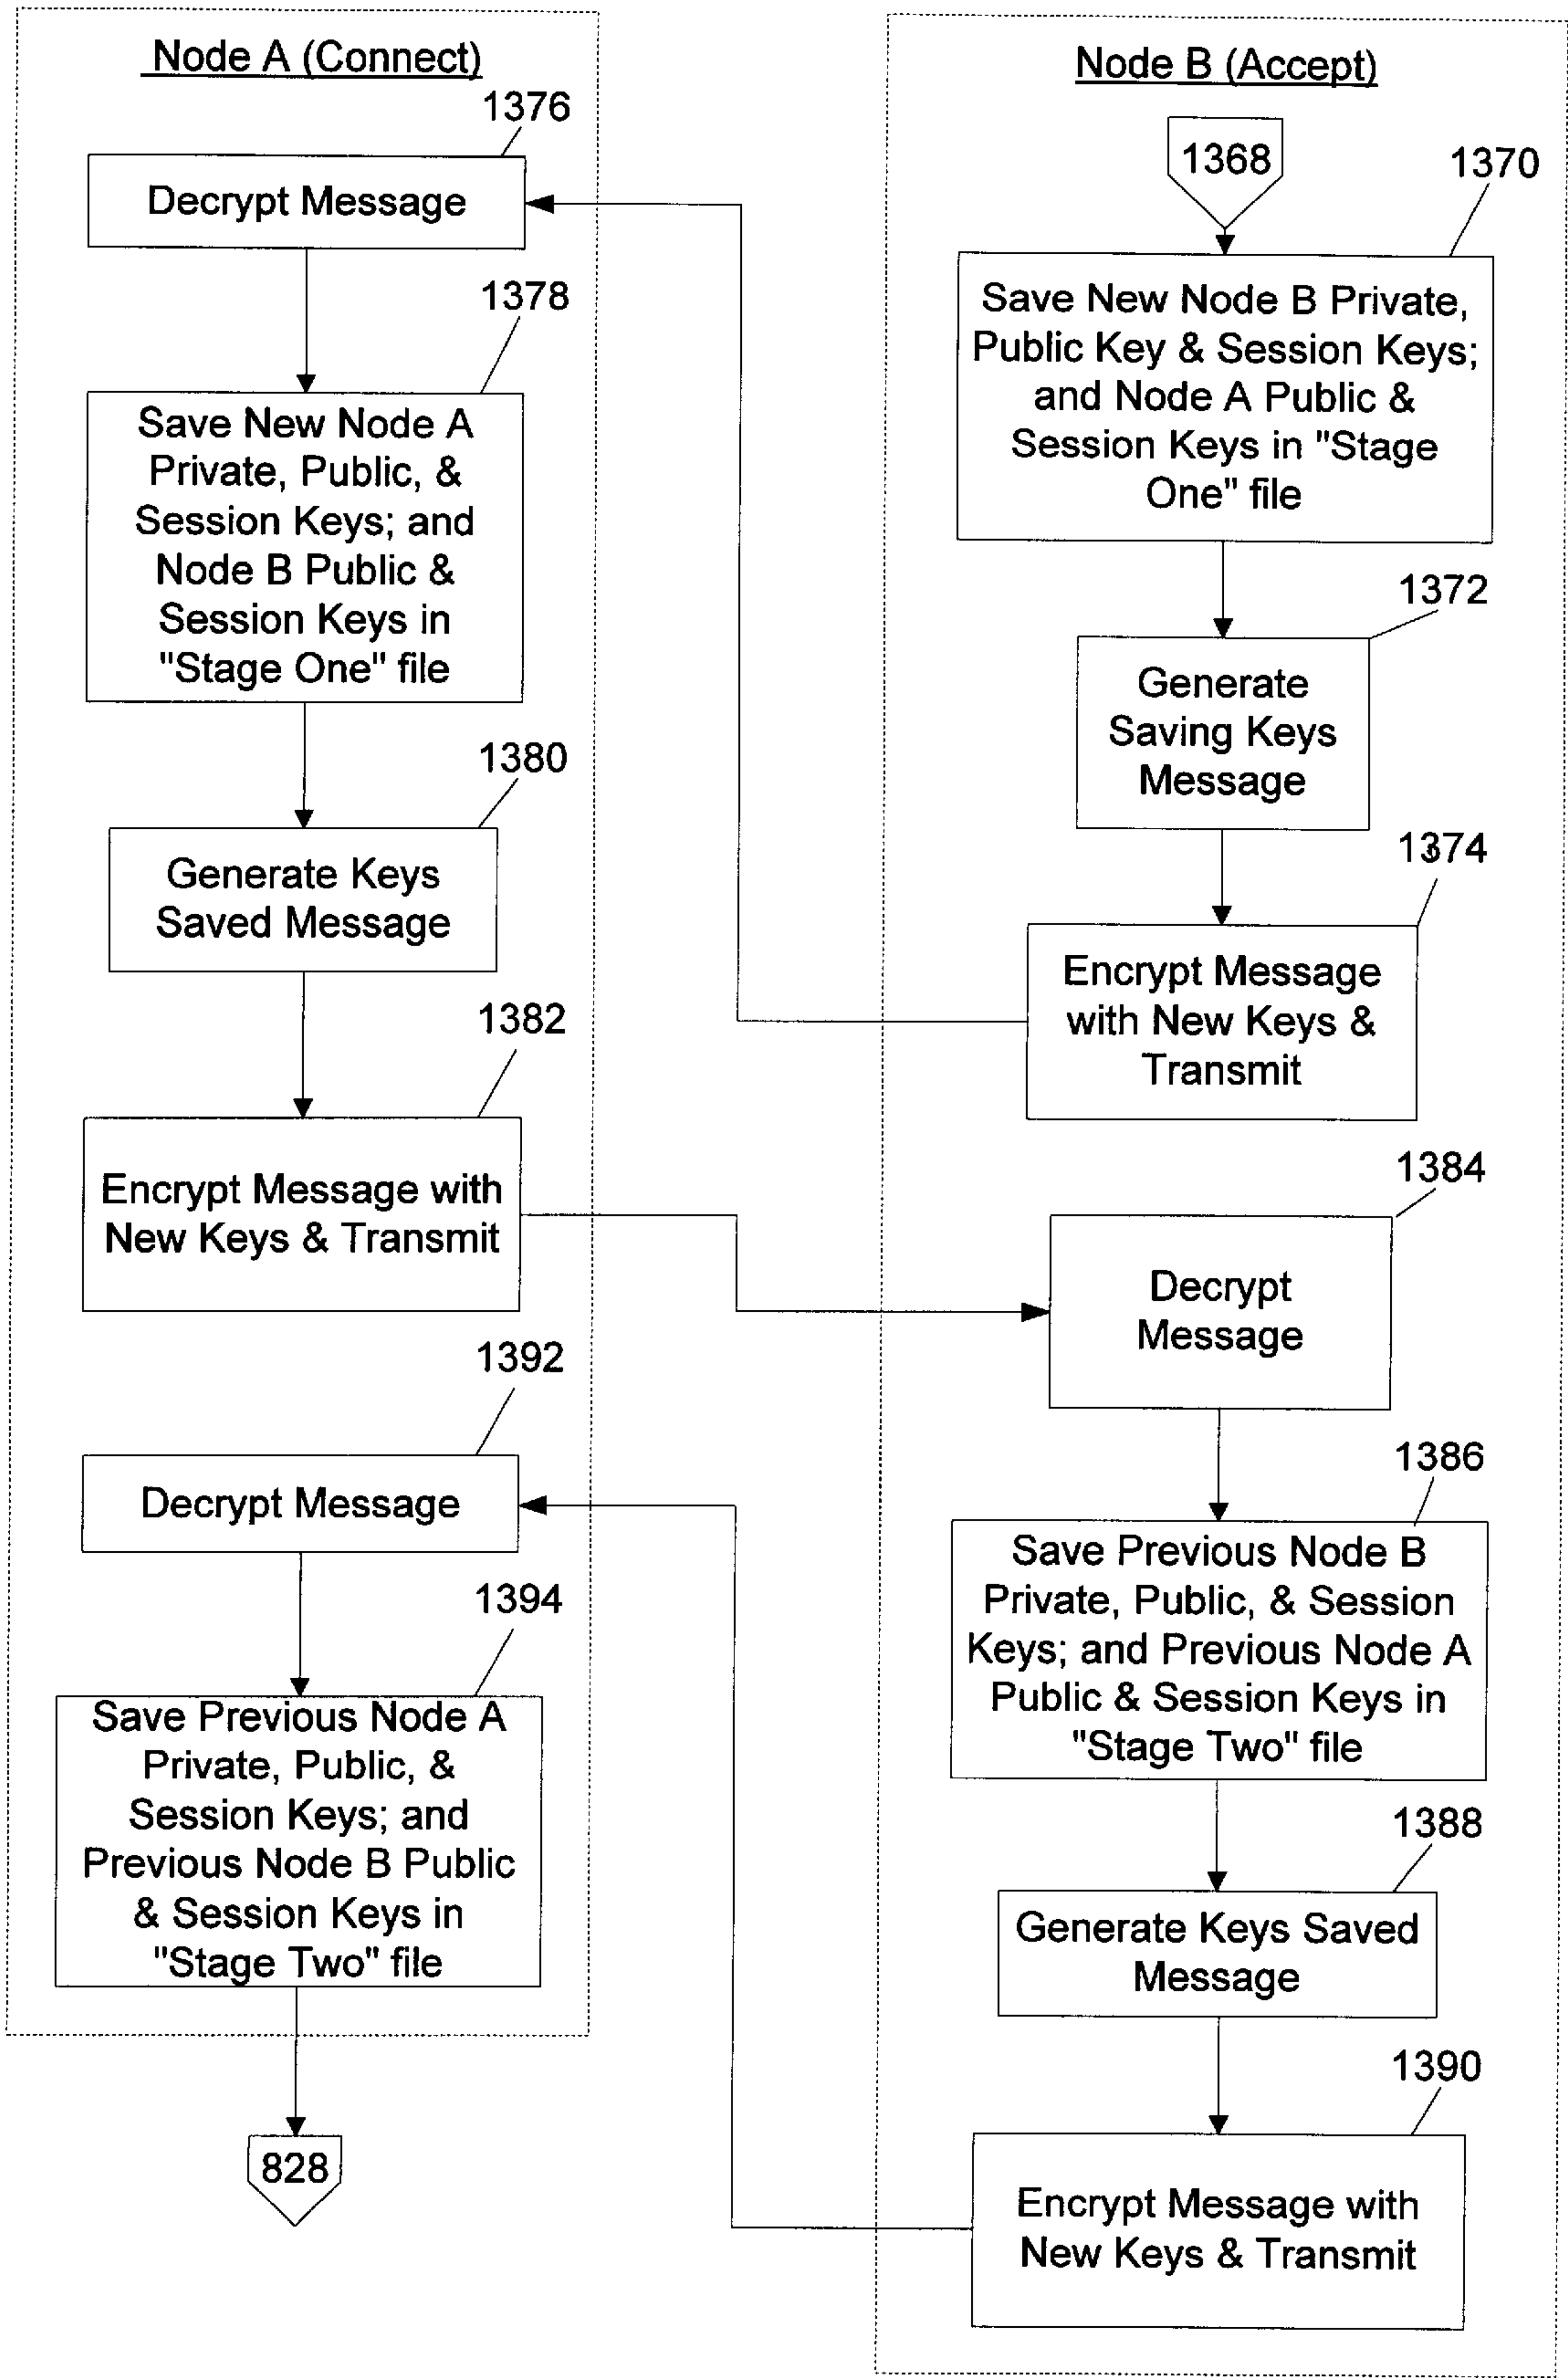 Node A (Connect)
1376
Decrypt Message
1378
Save New Node A
Private, Public, &
Session Keys; and
Node B Public &
Session Keys in
"Stage One" file
1380
Generate Keys
Saved Message
1382
Encrypt Message with
New Keys & Transmit
1392
Decrypt Message
1394
Save Previous Node A
Private, Public, &
Session Keys; and
Previous Node B Public
& Session Keys in
"Stage Two" file
828
Node B (Accept)
1368
1370
Save New Node B Private,
Public Key & Session Keys;
and Node A Public &
Session Keys in "Stage
One" file
1372
Generate
Saving Keys
Message
1374
Encrypt Message
with New Keys &
Transmit
1384
Decrypt
Message
1386
Save Previous Node B
Private, Public, & Session
Keys; and Previous Node A
Public & Session Keys in
"Stage Two" file
1388
Generate Keys Saved
Message
1390
Encrypt Message with
New Keys & Transmit